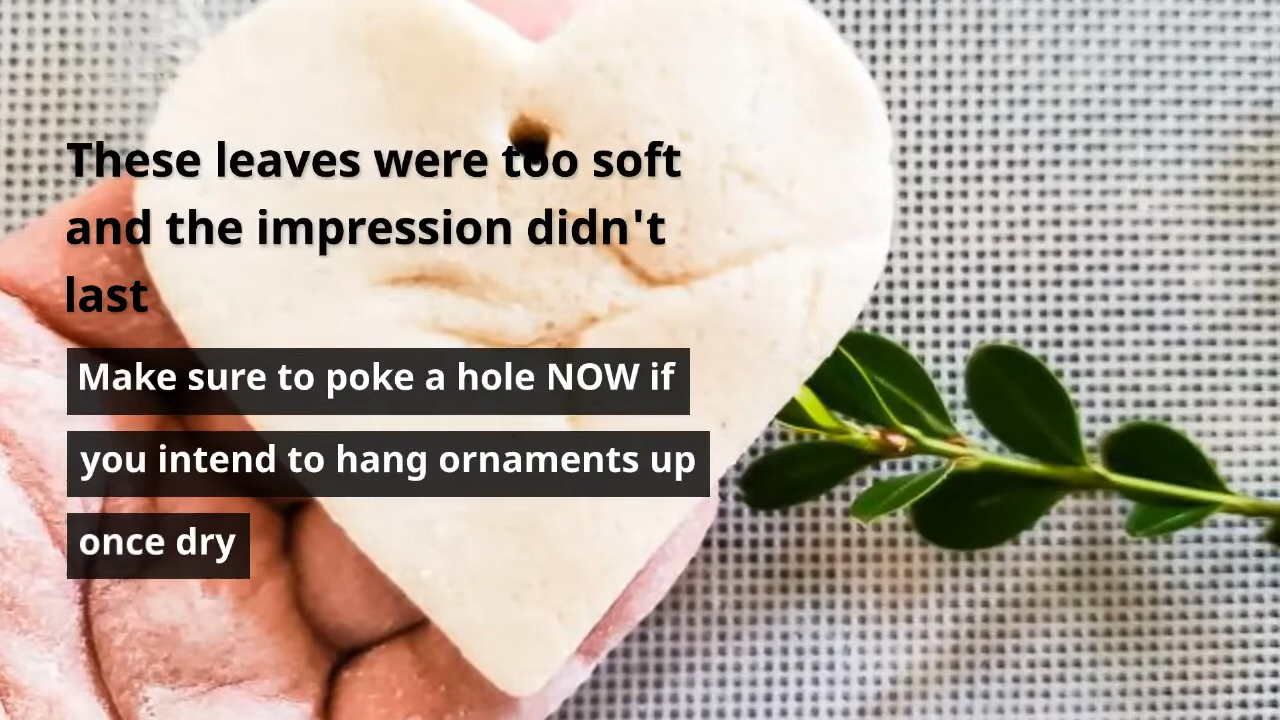 These leaves were too soft
and the impression didn't
last
Make sure to poke a hole NOW if
you intend to hang ornaments up
once dry